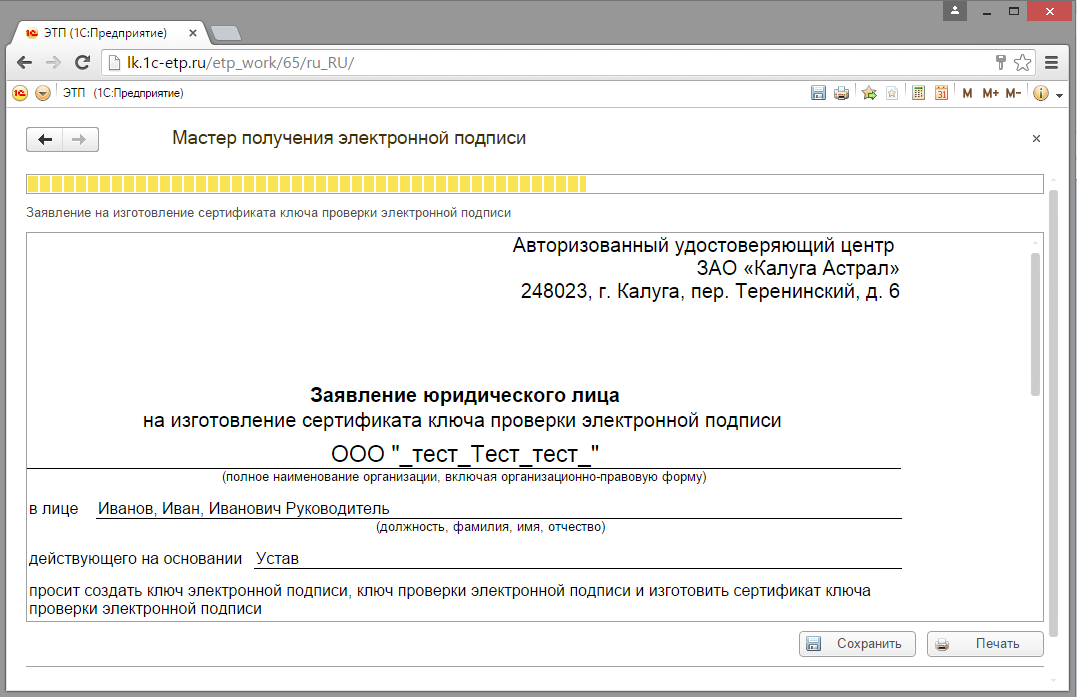 ЭТП (1С:Предприятие)
lk.1c-etp.ru/etp_work/65/ru_RU/
ЭТП (1С:Предприятие)
31
M M+ M-
Мастер получения электронной подписи
Заявление на изготовление сертификата ключа проверки электронной подписи
Авторизованный удостоверяющий центр
ЗАО «Калуга Астрал»
248023, г. Калуга, пер. Теренинский, д. 6
Заявление юридического лица
на изготовление сертификата ключа проверки электронной подписи
ООО "_тест_Тест_тест_"
(полное наименование организации, включая организационно-правовую форму)
в лице Иванов, Иван, Иванович Руководитель
(должность, фамилия, имя, отчество)
действующего на основании Устав
просит создать ключ электронной подписи, ключ проверки электронной подписи и изготовить сертификат ключа
проверки электронной подписи
Сохранить Печать